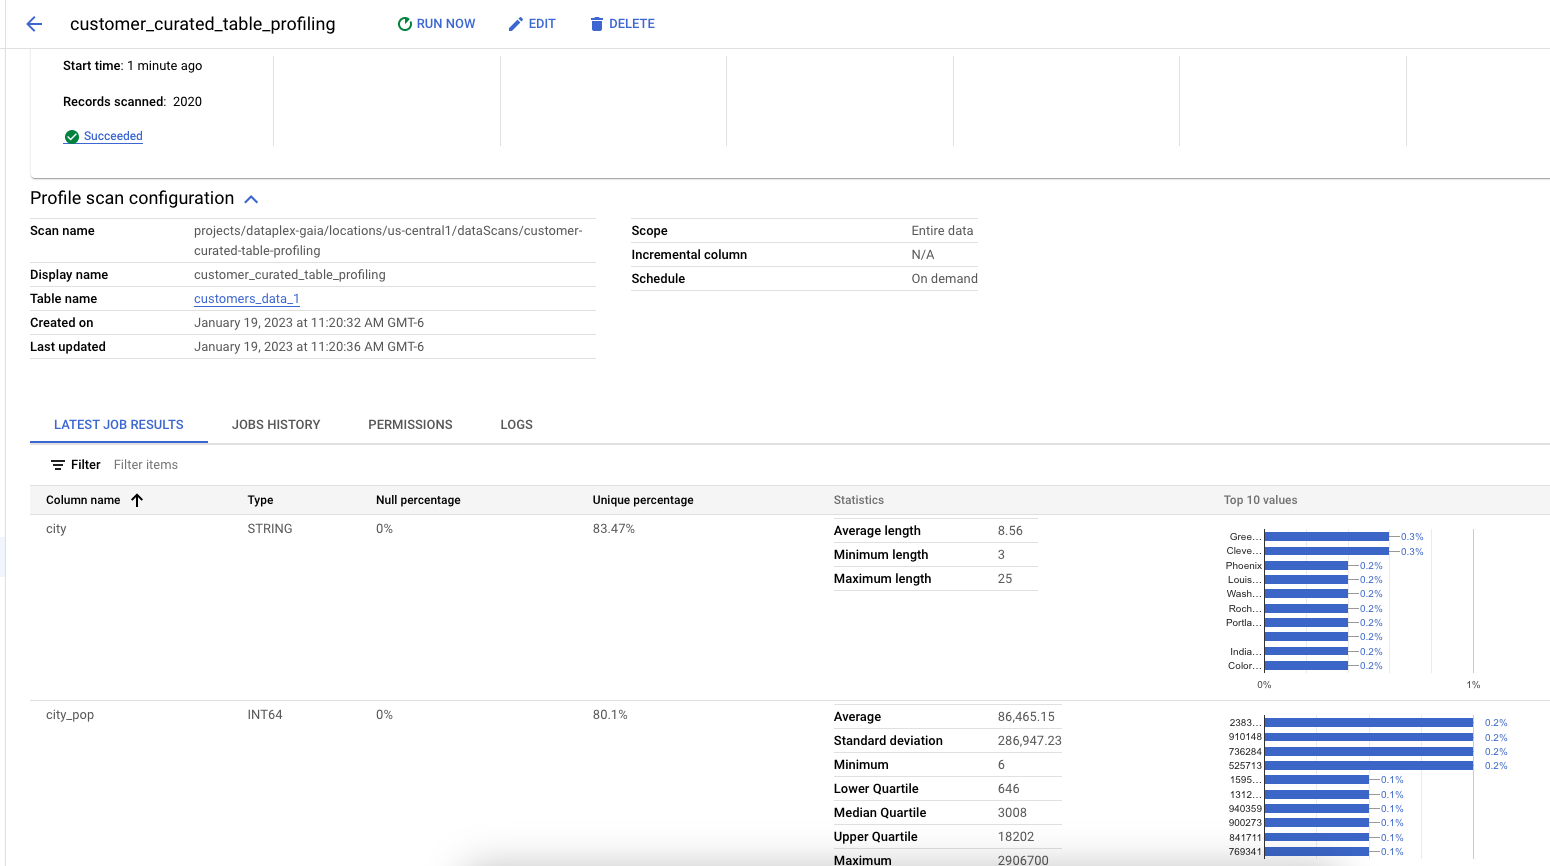 customer_curated_table_profiling RUN NOW EDIT DELETE
Start time: 1 minute ago
Records scanned: 2020
Succeeded
Profile scan configuration
Scan name projects/dataplex-gaia/locations/us-central1/dataScans/customer-
curated-table-profiling
Display name customer_curated_table_profiling
Table name customers_data_1
Created on January 19, 2023 at 11:20:32 AM GMT-6
Last updated January 19, 2023 at 11:20:36 AM GMT-6
Scope Entire data
Incremental column N/A
Schedule On demand
LATEST JOB RESULTS JOBS HISTORY PERMISSIONS LOGS
Filter Filter items
Column name Type Null percentage Unique percentage Statistics Top 10 values
city STRING 0% 83.47%
Average length 8.56
Minimum length 3
Maximum length 25
Gree... 0.3%
Cleve... 0.3%
Phoenix 0.2%
Louis... 0.2%
Wash... 0.2%
Roch... 0.2%
Portla... 0.2%
0.2%
India... 0.2%
Color... 0.2%
0% 1%
city_pop INT64 0% 80.1%
Average 86,465.15
Standard deviation 286,947.23
Minimum 6
Lower Quartile 646
Median Quartile 3008
Upper Quartile 18202
Maximum 2906700
2383... 0.2%
910148 0.2%
736284 0.2%
525713 0.2%
1595... 0.1%
1312... 0.1%
940359 0.1%
900273 0.1%
841711 0.1%
769341 0.1%